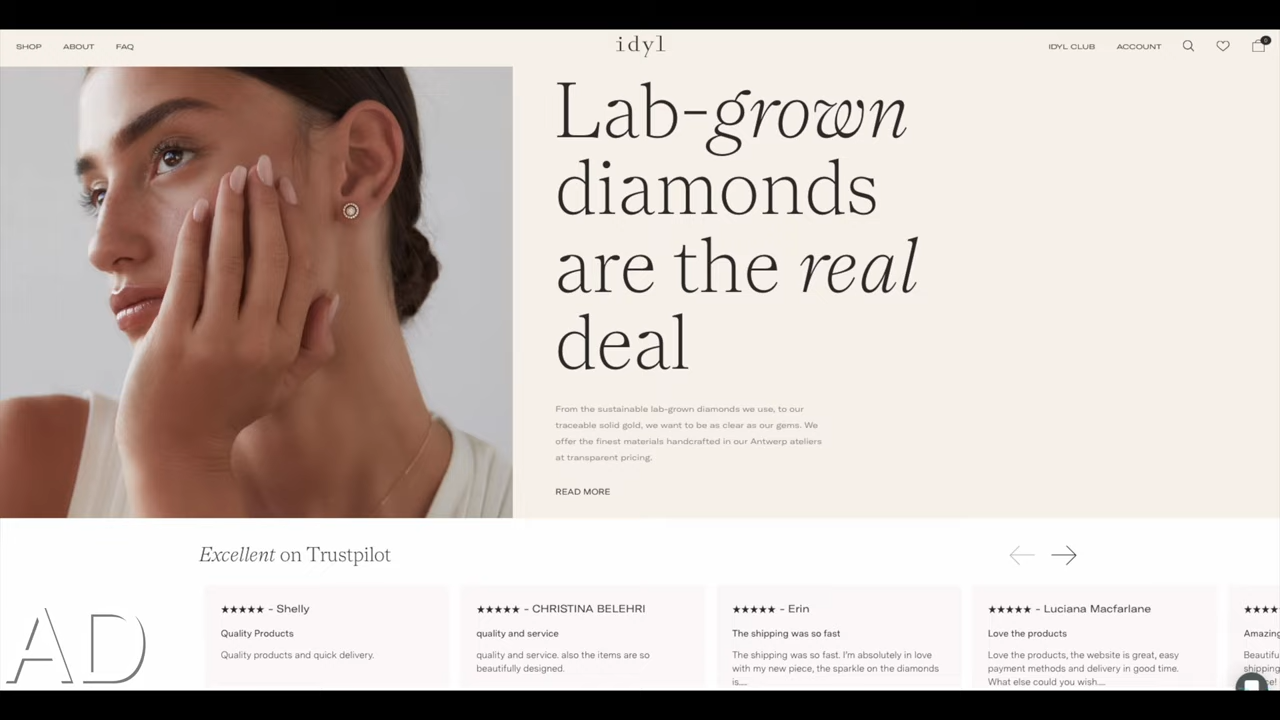 SHOP ABOUT FAQ idyl IDYL CLUB ACCOUNT 0
Lab-grown
diamonds
are the real
deal
From the sustainable lab-grown diamonds we use, to our
traceable solid gold, we want to be as clear as our gems. We
offer the finest materials handcrafted in our Antwerp ateliers
at transparent pricing.
READ MORE
Excellent on Trustpilot
★★★★★ - Shelly
Quality Products
Quality products and quick delivery.
★★★★★ - CHRISTINA BELEHRI
quality and service
quality and service. also the items are so
beautifully designed.
★★★★★ - Erin
The shipping was so fast
The shipping was so fast. I'm absolutely in love
with my new piece, the sparkle on the diamonds
is....
★★★★★ - Luciana Macfarlane
Love the products
Love the products, the website is great, easy
payment methods and delivery in good time.
What else could you wish....
★★★★
Amazing
Beautifu
shipping
ce!
AD